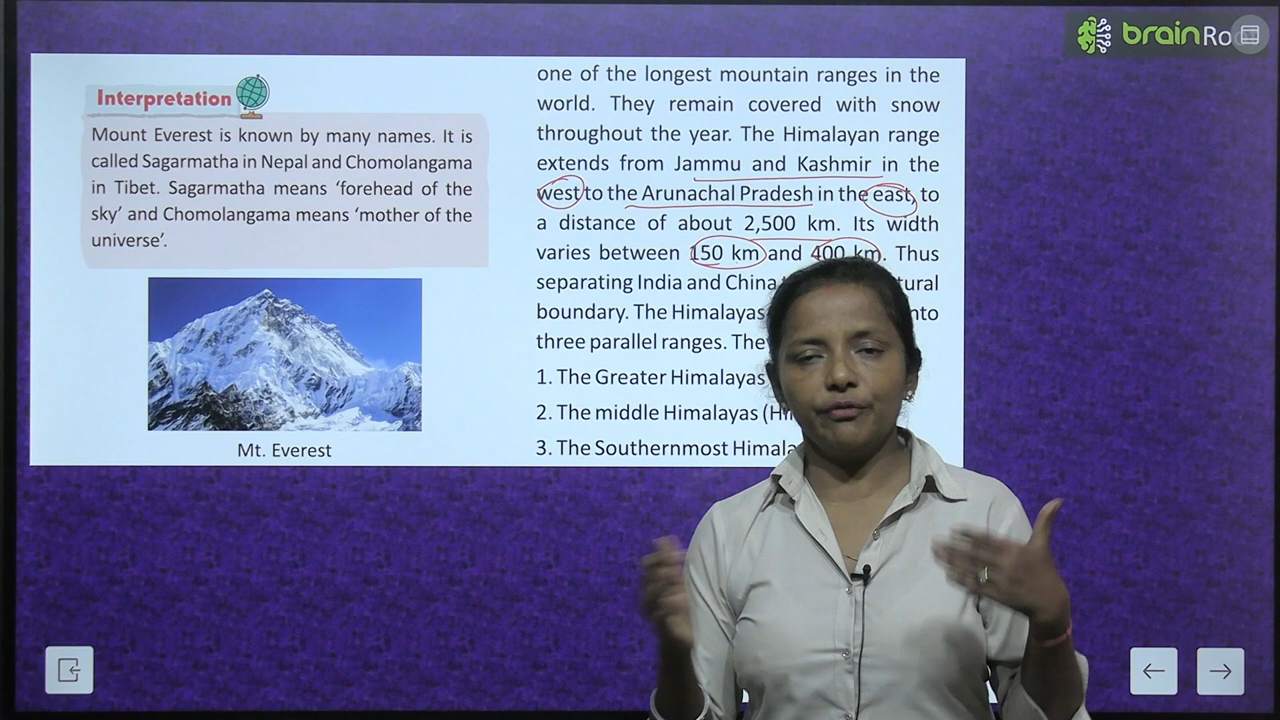 brain Ro
Interpretation
Mount Everest is known by many names. It is
called Sagarmatha in Nepal and Chomolangama
in Tibet. Sagarmatha means ‘forehead of the
sky’ and Chomolangama means ‘mother of the
universe’.
Mt. Everest
one of the longest mountain ranges in the
world. They remain covered with snow
throughout the year. The Himalayan range
extends from Jammu and Kashmir in the
west to the Arunachal Pradesh in the east, to
a distance of about 2,500 km. Its width
varies between 150 km and 400 km. Thus
separating India and China
boundary. The Himalayas
three parallel ranges.
1. The Greater Himalayas
2. The middle Himalayas
3. The Southernmost